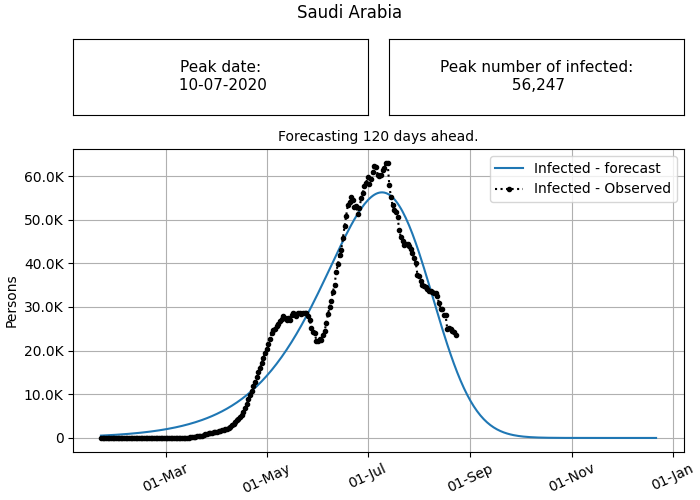 Saudi Arabia
Peak date:
10-07-2020
Peak number of infected:
56,247
Forecasting 120 days ahead.
Infected - forecast
Infected - Observed
60.0K
50.0K
40.0K
30.0K
20.0K
10.0K
0
Persons
01-Mar
01-May
01-Jul
01-Sep
01-Nov
01-Jan